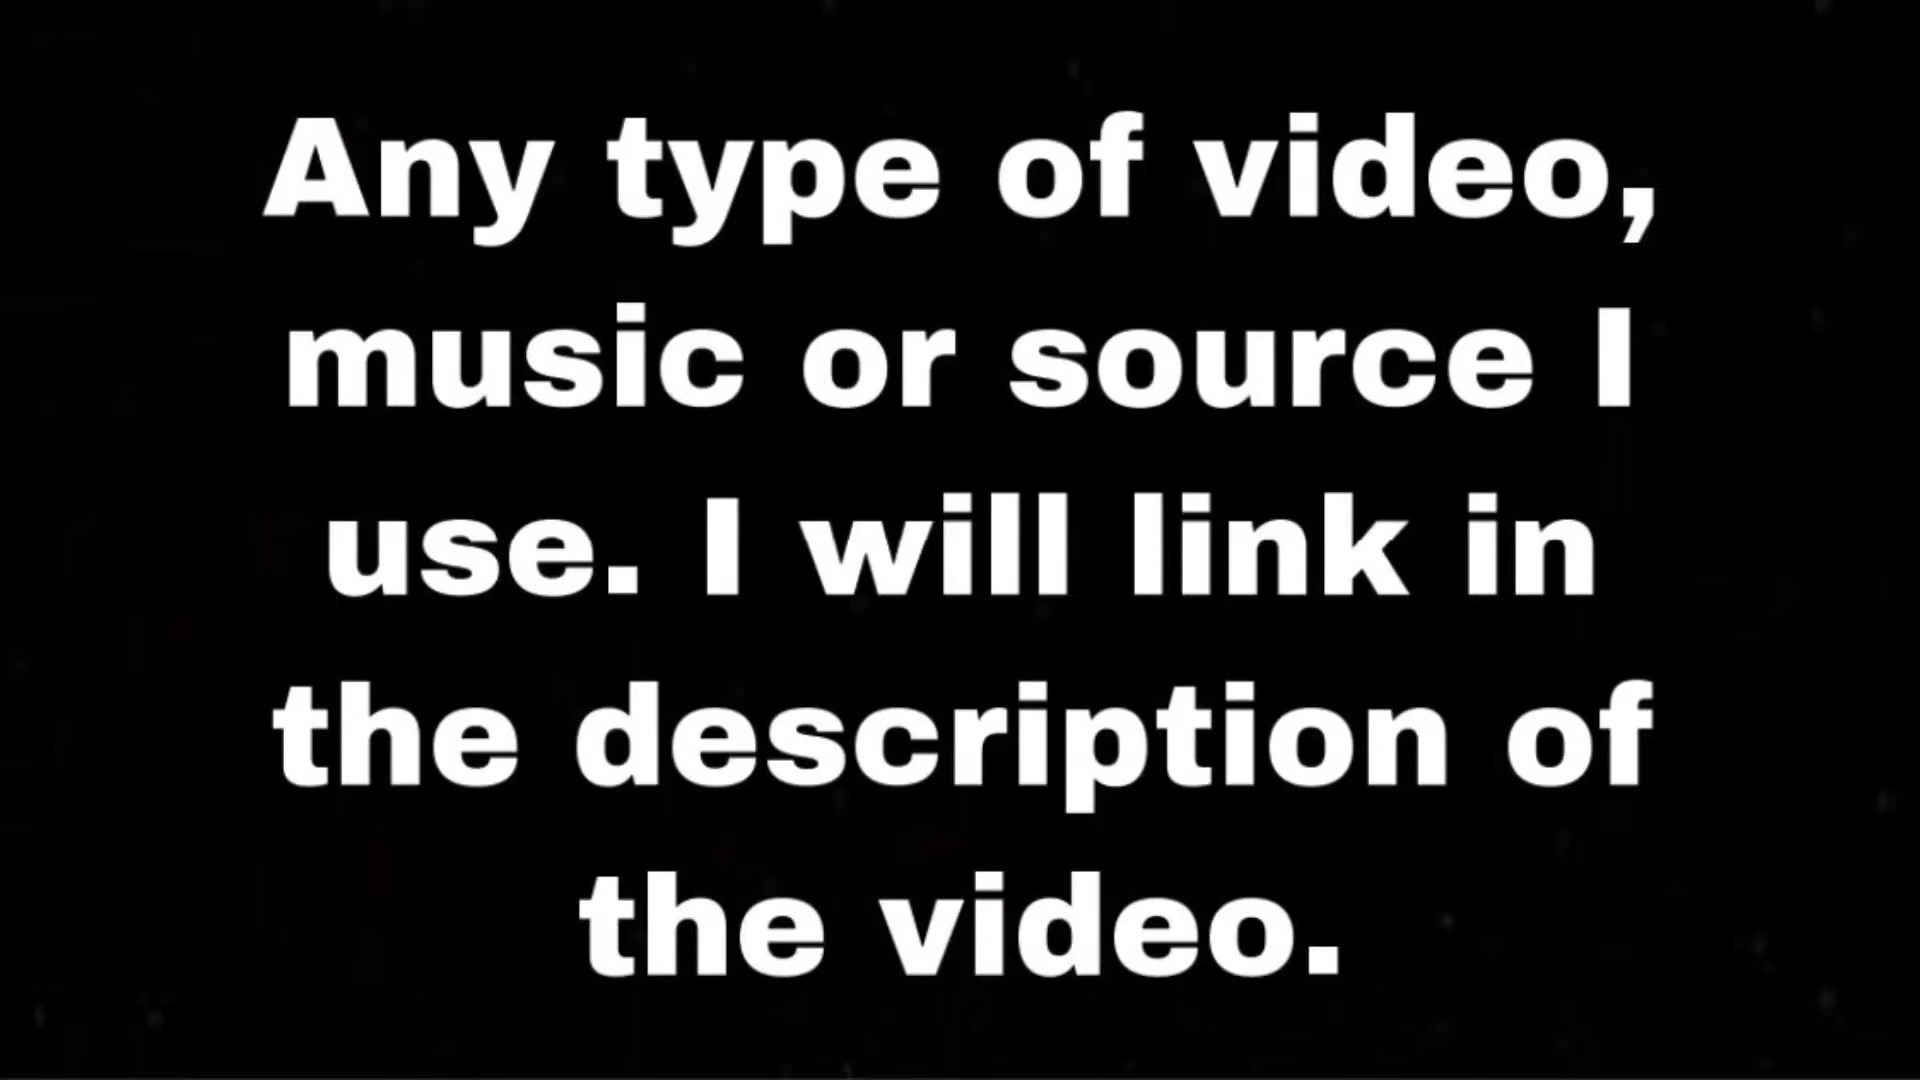 Any type of video,
music or source I
use. I will link in
the description of
the video.